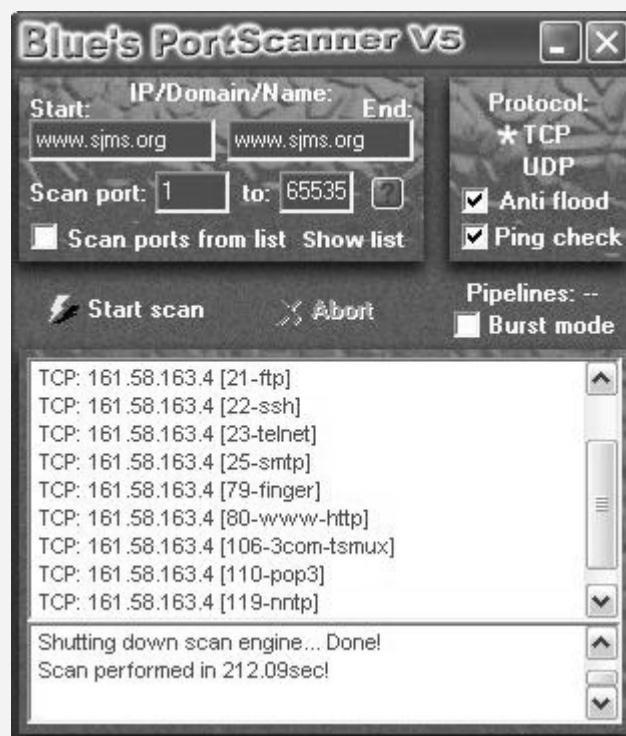 Blue's PortScanner V5
IP/Domain/Name:
Start: End:
www.sjms.org www.sjms.org
Scan port: 1 to: 65535 ?
Scan ports from list Show list
Protocol:
* TCP
UDP
Anti flood
Ping check
Start scan Abort
Pipelines: --
Burst mode
TCP: 161.58.163.4 [21-ftp]
TCP: 161.58.163.4 [22-ssh]
TCP: 161.58.163.4 [23-telnet]
TCP: 161.58.163.4 [25-smtp]
TCP: 161.58.163.4 [79-finger]
TCP: 161.58.163.4 [80-www-http]
TCP: 161.58.163.4 [106-3com-tsmux]
TCP: 161.58.163.4 [110-pop3]
TCP: 161.58.163.4 [119-nntp]
Shutting down scan engine... Done!
Scan performed in 212.09sec!